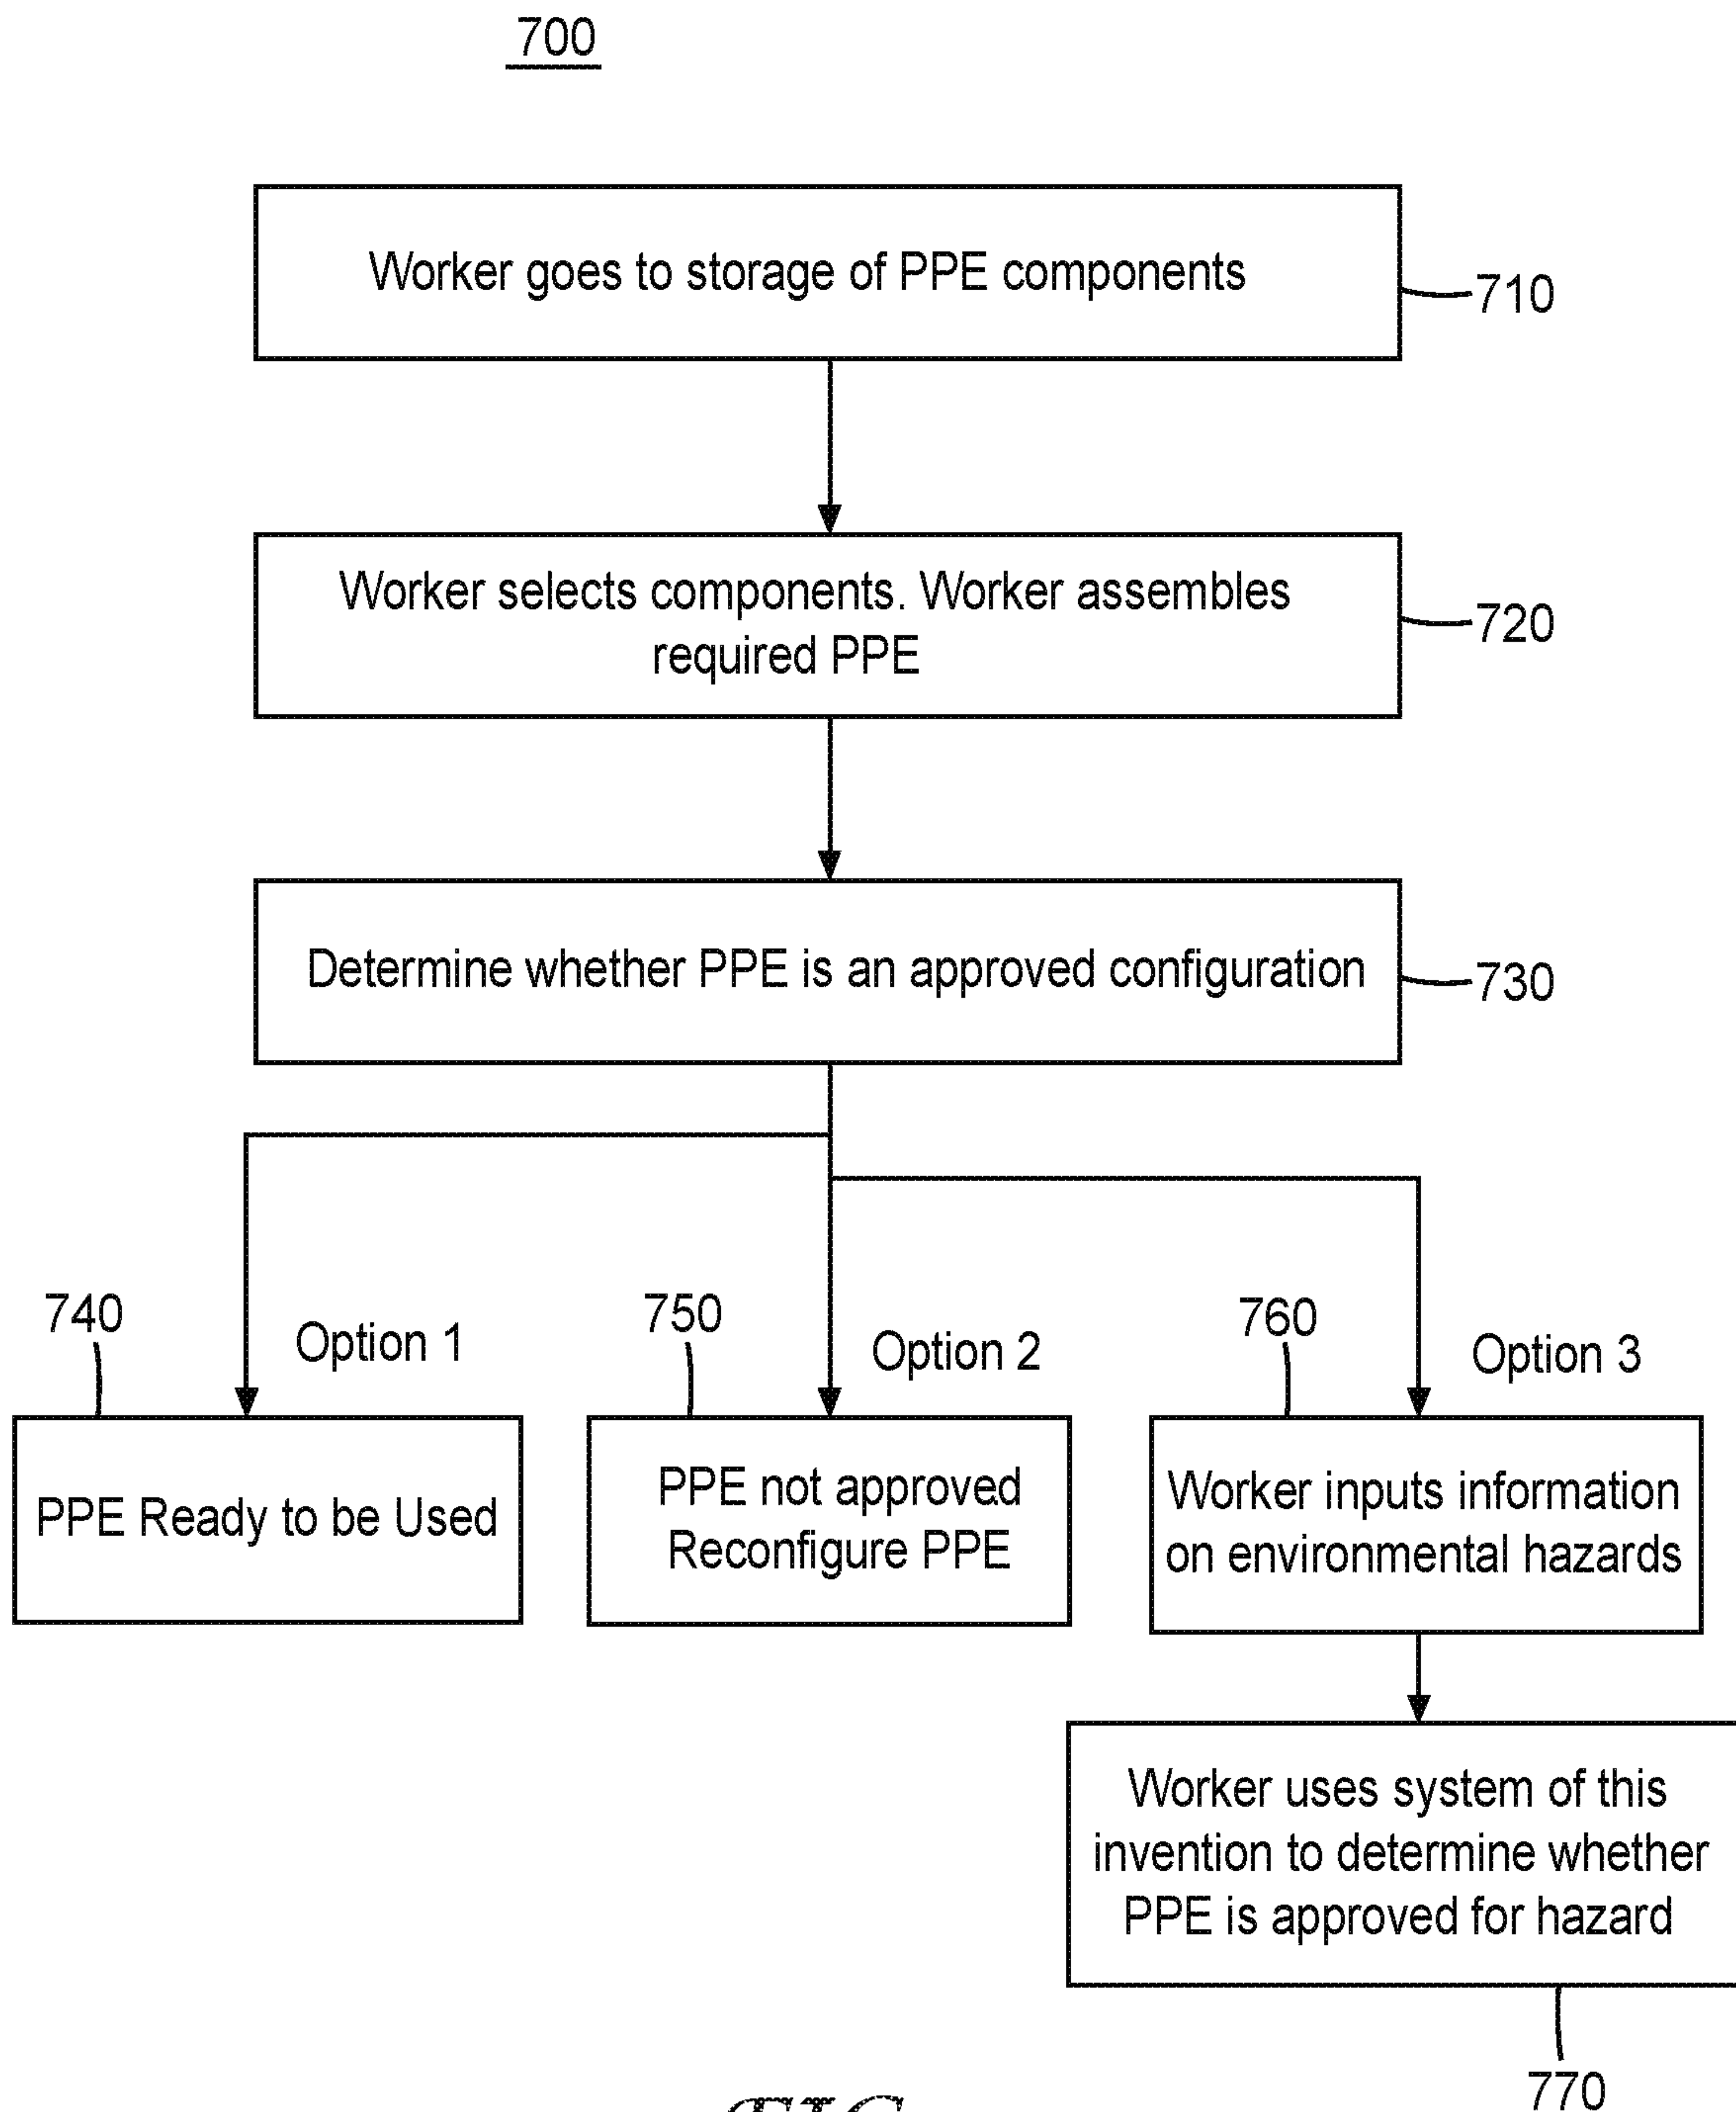 700
Worker goes to storage of PPE components
710
Worker selects components. Worker assembles
required PPE
720
Determine whether PPE is an approved configuration
730
740
Option 1
750
Option 2
760
Option 3
PPE Ready to be Used
PPE not approved.
Reconfigure PPE
Worker inputs information
on environmental hazards
Worker uses system of this
invention to determine whether
PPE is approved for hazard
770